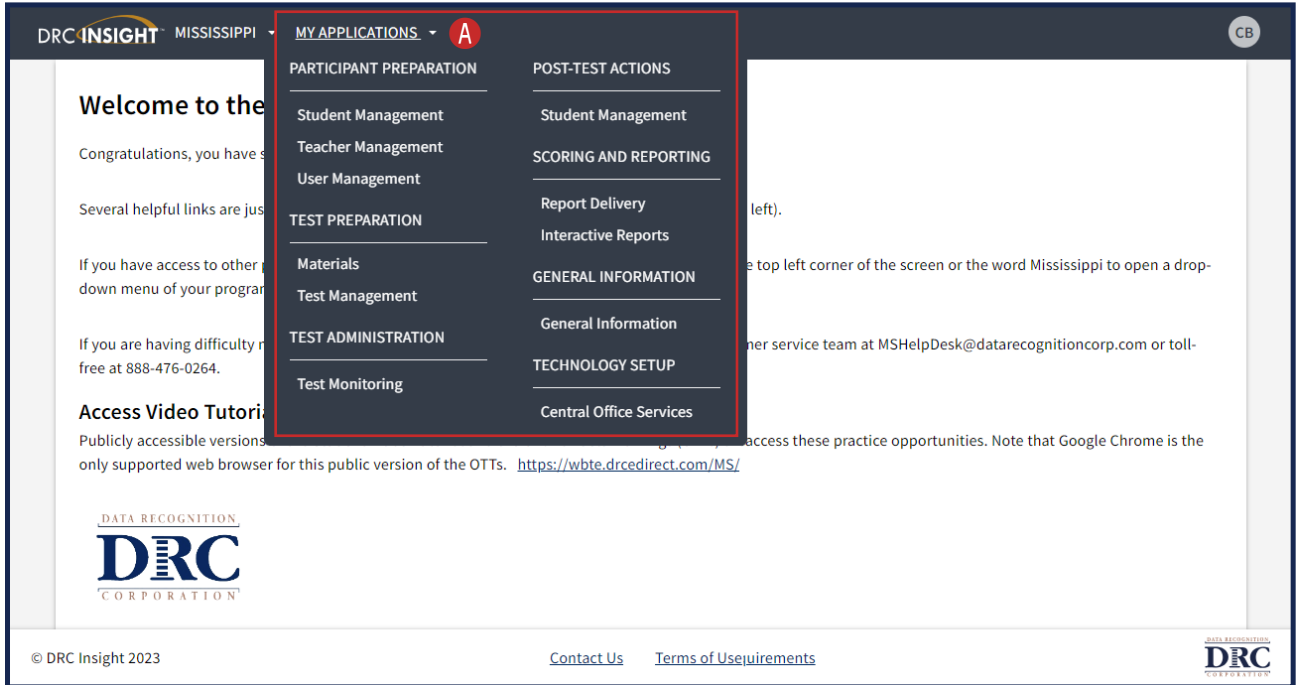 DRC INSIGHT MISSISSIPPI MY APPLICATIONS A CB
PARTICIPANT PREPARATION
Student Management
Teacher Management
User Management
TEST PREPARATION
Materials
Test Management
TEST ADMINISTRATION
Test Monitoring
POST-TEST ACTIONS
Student Management
SCORING AND REPORTING
Report Delivery
Interactive Reports
GENERAL INFORMATION
General Information
TECHNOLOGY SETUP
Central Office Services
Welcome to the
Congratulations, you have s
Several helpful links are jus left).
If you have access to other e top left corner of the screen or the word Mississippi to open a drop-
down menu of your progra
If you are having difficulty mer service team at MSHelpDesk@datarecognitioncorp.com or toll-
free at 888-476-0264.
Access Video Tutori
Publicly accessible versions access these practice opportunities. Note that Google Chrome is the
only supported web browser for this public version of the OTTs. https://wbte.drcedirect.com/MS/
DATA RECOGNITION
DRC
CORPORATION
© DRC Insight 2023 Contact Us Terms of Usequirements
DATA RECOGNITION
DRC
CORPORATION